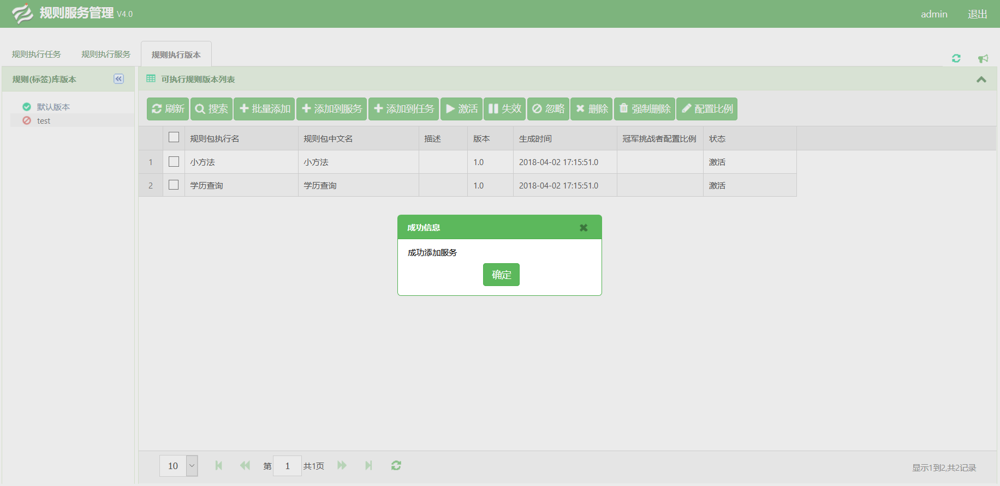 规则服务管理 V4.0
admin 退出
规则执行任务 规则执行服务 规则执行版本
规则(标签)库版本
默认版本
test
可执行规则版本列表
刷新 搜索 批量添加 添加到服务 添加到任务 激活 失效 忽略 删除 强制删除 配置比例
规则包执行名 规则包中文名 描述 版本 生成时间 冠军挑战者配置比例 状态
1 小方法 小方法 1.0 2018-04-02 17:15:51.0 激活
2 学历查询 学历查询 1.0 2018-04-02 17:15:51.0 激活
成功信息
成功添加服务
确定
10 第 1 共1页
显示1到2,共2记录